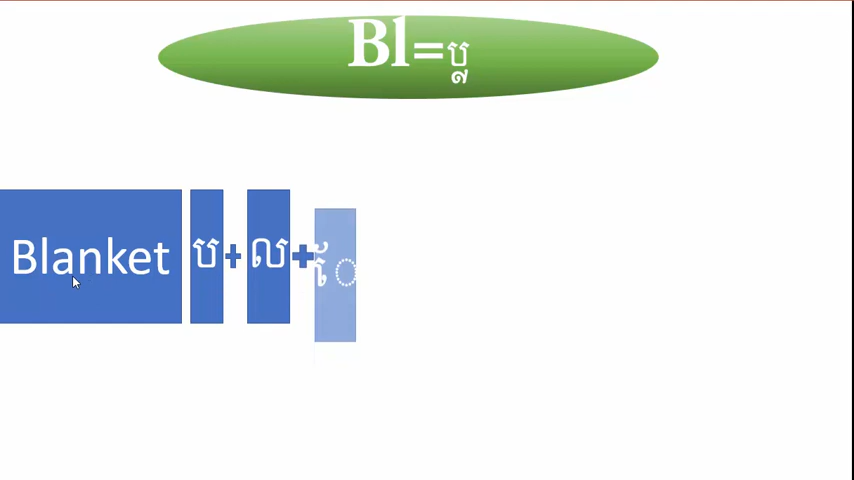 Bl=ប្ល
Blanket ប + ល + ែ